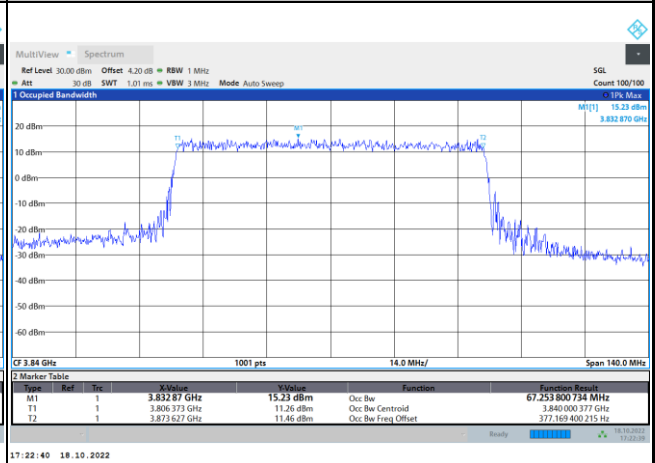 MultiView Spectrum
Ref Level 30.00 dBm Offset 4.20 dB RBW 1 MHz SGL
Att 30 dB SWT 1.01 ms VBW 3 MHz Mode Auto Sweep Count 100/100
1 Occupied Bandwidth 1Pk Max
M1[1] 15.23 dBm
3.832 870 GHz
20 dBm
M1
T1 T2
10 dBm
0 dBm
-10 dBm
-20 dBm
-30 dBm
-40 dBm
-50 dBm
-60 dBm
CF 3.84 GHz 1001 pts 14.0 MHz/ Span 140.0 MHz
2 Marker Table
Type Ref Trc X-Value Y-Value Function Function Result
M1 1 3.832 87 GHz 15.23 dBm Occ Bw 67.253 800 734 MHz
T1 1 3.806 373 GHz 11.26 dBm Occ Bw Centroid 3.840 000 377 GHz
T2 1 3.873 627 GHz 11.46 dBm Occ Bw Freq Offset 377.169 400 215 Hz
Ready 18.10.2022
17:22:39
17:22:40 18.10.2022